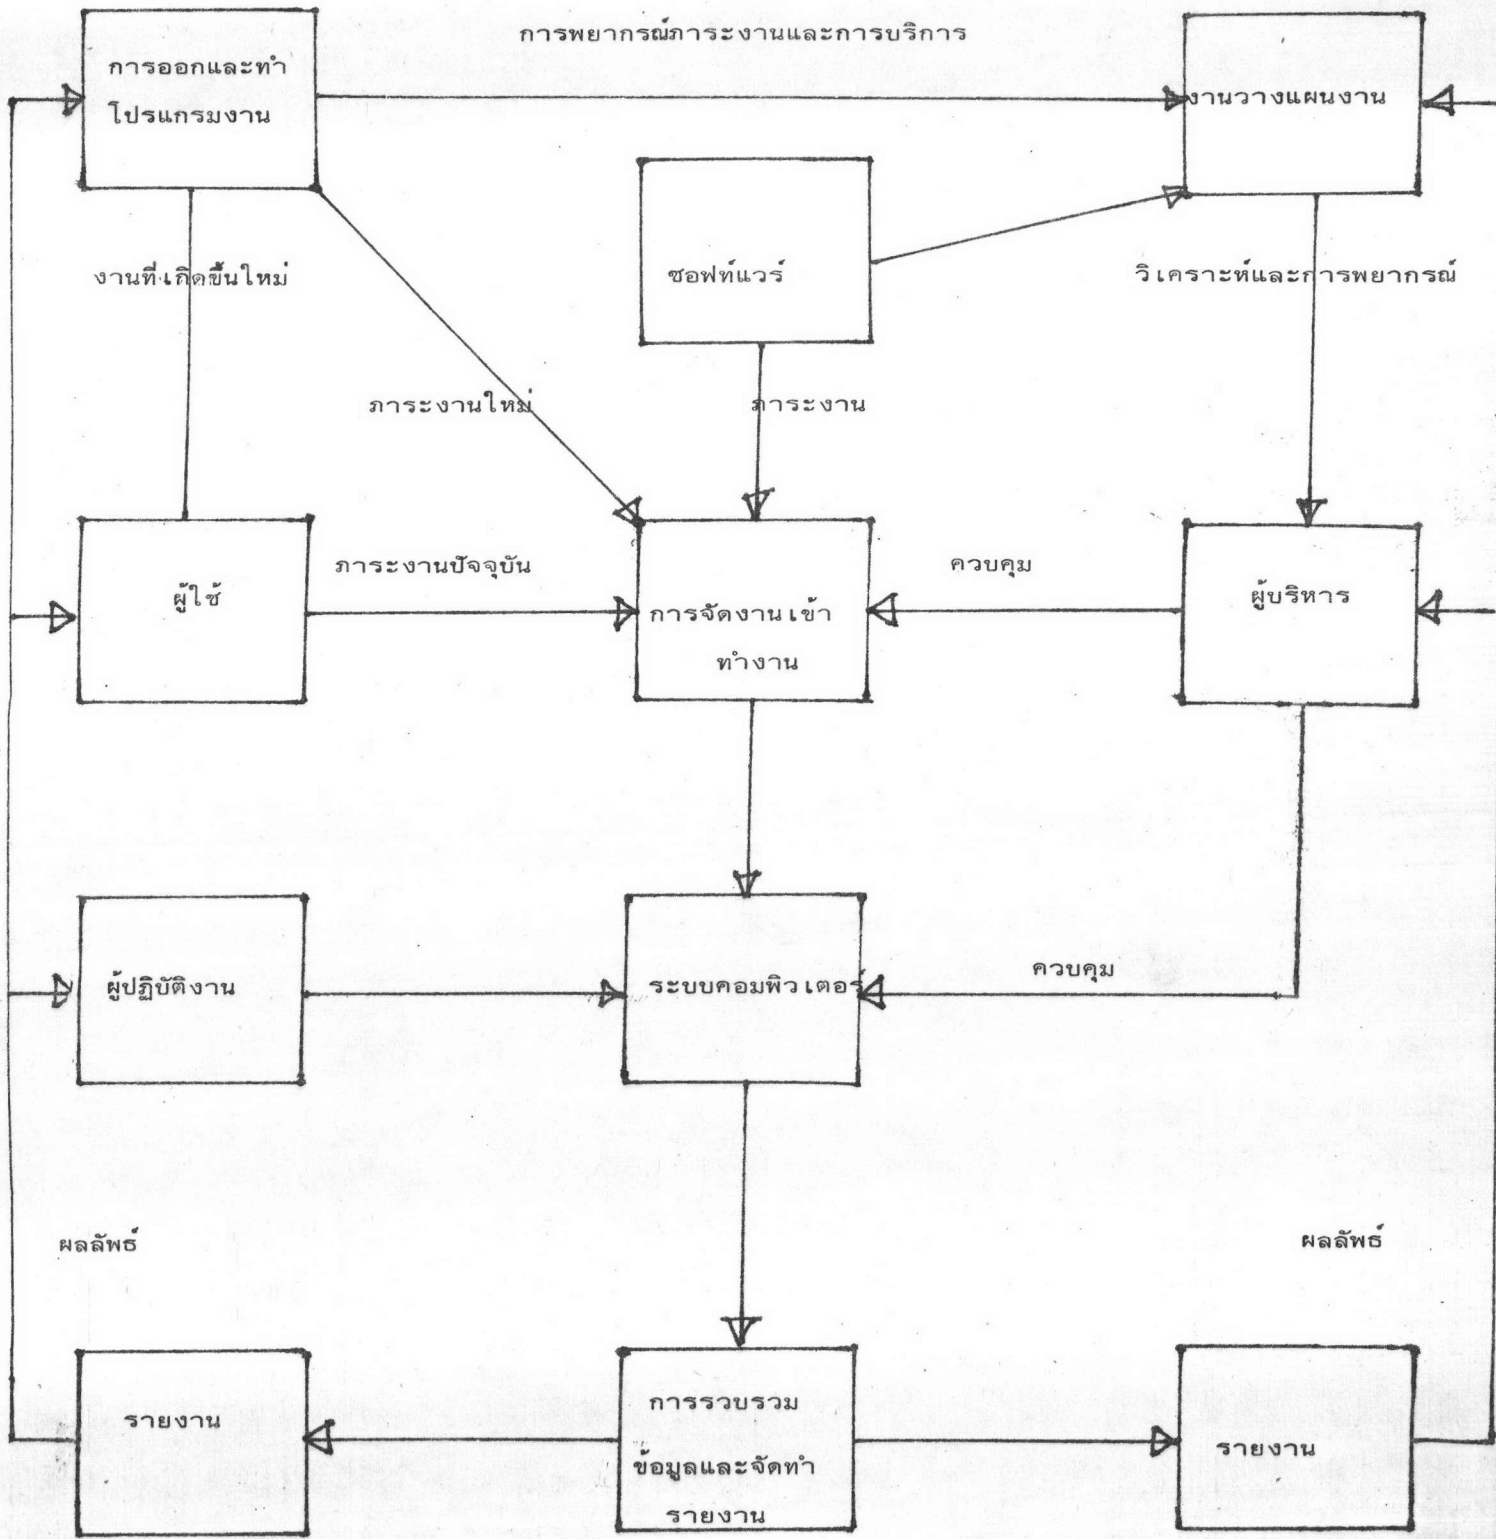 การพยากรณ์ภาระงานและการบริการ
การออกและทำ
โปรแกรมงาน
งานวางแผนงาน
งานที่เกิดขึ้นใหม่
ซอฟท์แวร์
วิเคราะห์และการพยากรณ์
ภาระงานใหม่
ภาระงาน
ผู้ใช้
ภาระงานปัจจุบัน
การจัดงานเข้า
ทำงาน
ควบคุม
ผู้บริหาร
ผู้ปฏิบัติงาน
ระบบคอมพิวเตอร์
ควบคุม
ผลลัพธ์
ผลลัพธ์
รายงาน
การรวบรวม
ข้อมูลและจัดทำ
รายงาน
รายงาน